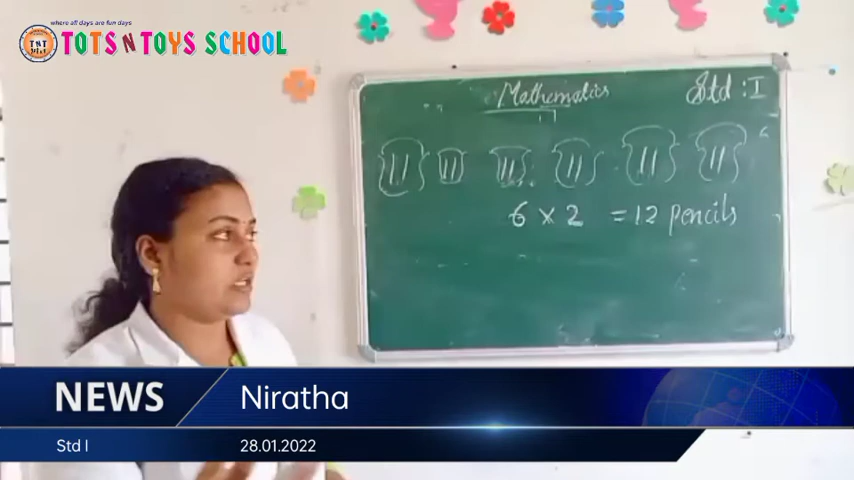 where all days are fun days
TNT
TOTS N TOYS SCHOOL
Mathematics
Std : I
6 × 2 = 12 pencils
NEWS
Niratha
Std I
28.01.2022